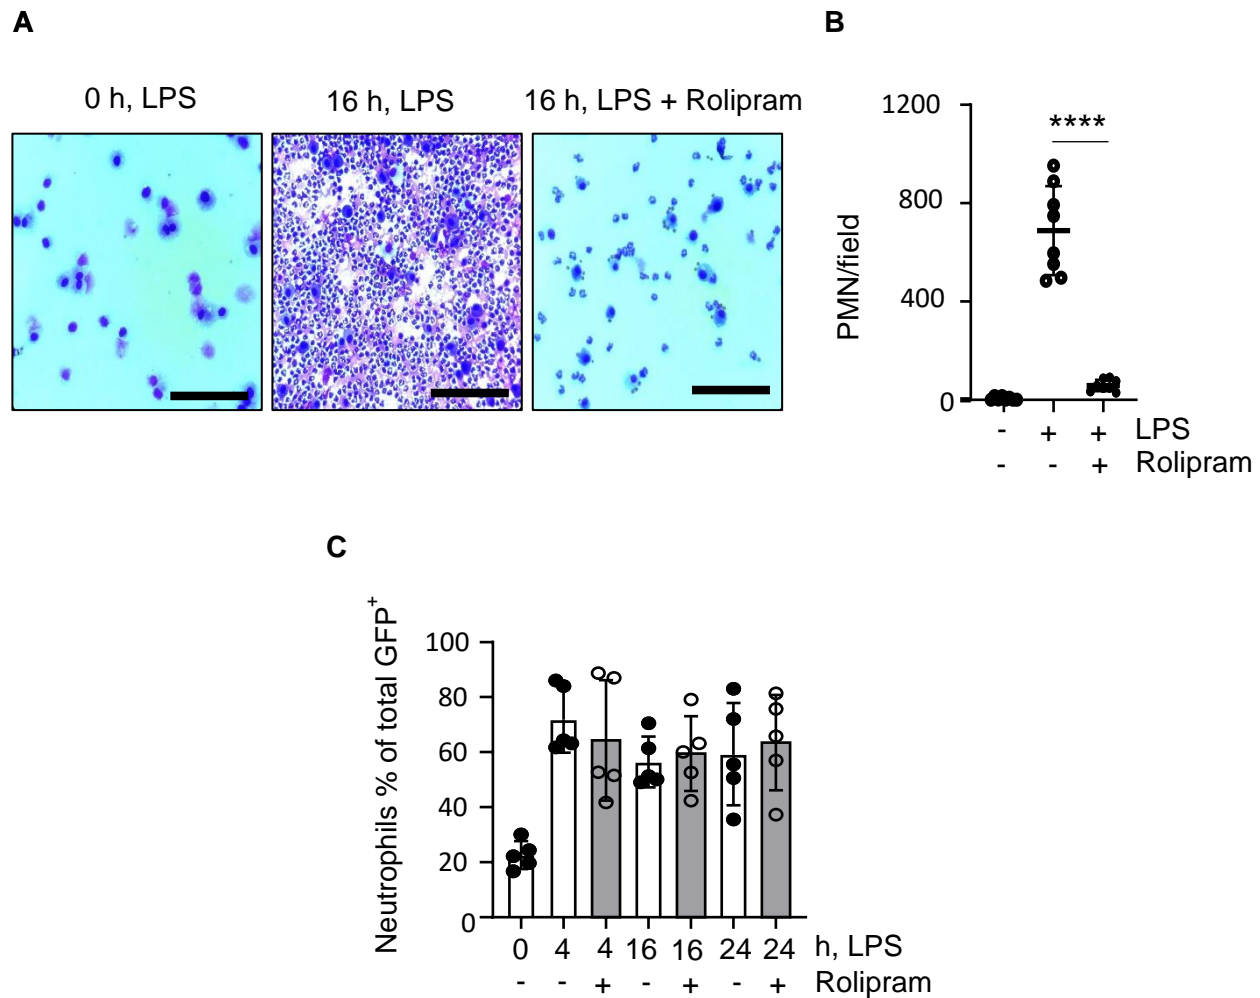 A
B
0 h, LPS
16 h, LPS
16 h, LPS + Rolipram
PMN/field
1200
800
400
0
****
- + + LPS
- - + Rolipram
C
Neutrophils % of total GFP⁺
100
80
60
40
20
0
0 4 4 16 16 24 24 h, LPS
- - + - + - + Rolipram